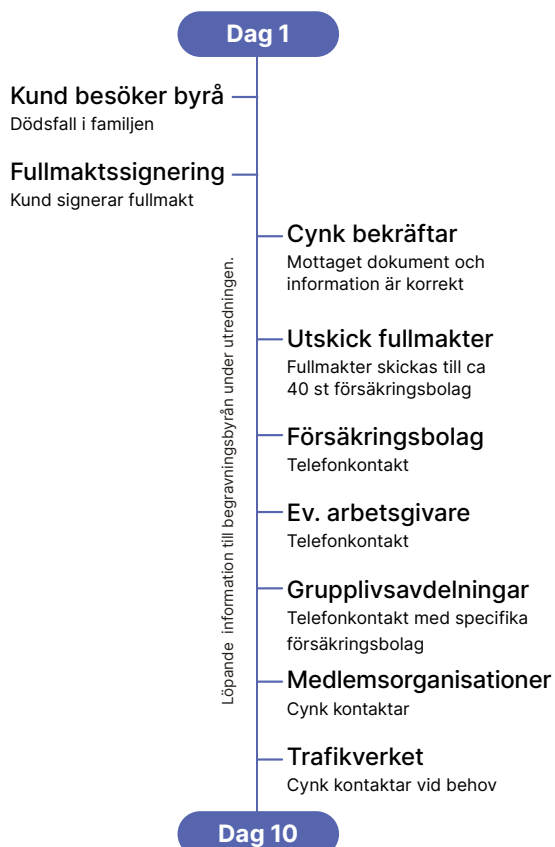 Dag 1
Kund besöker byrå
Dödsfall i familjen
Fullmaktssignering
Kund signerar fullmakt
Cynk bekräftar
Mottaget dokument och
information är korrekt
Löpande information till begravningsbyrån under utredningen.
Utskick fullmakter
Fullmakter skickas till ca
40 st försäkringsbolag
Försäkringsbolag
Telefonkontakt
Ev. arbetsgivare
Telefonkontakt
Grupplivsavdelningar
Telefonkontakt med specifika
försäkringsbolag
Medlemsorganisationer
Cynk kontaktar
Trafikverket
Cynk kontaktar vid behov
Dag 10